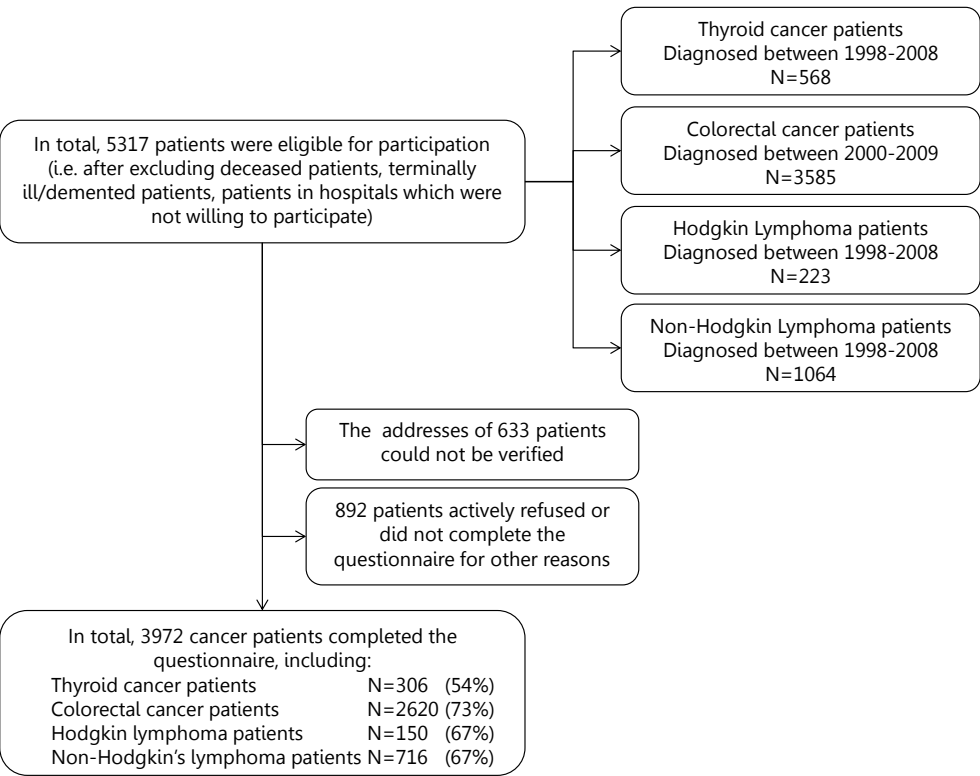 In total, 5317 patients were eligible for participation
(i.e. after excluding deceased patients, terminally
ill/demented patients, patients in hospitals which were
not willing to participate)
Thyroid cancer patients
Diagnosed between 1998-2008
N=568
Colorectal cancer patients
Diagnosed between 2000-2009
N=3585
Hodgkin Lymphoma patients
Diagnosed between 1998-2008
N=223
Non-Hodgkin Lymphoma patients
Diagnosed between 1998-2008
N=1064
The addresses of 633 patients
could not be verified
892 patients actively refused or
did not complete the
questionnaire for other reasons
In total, 3972 cancer patients completed the
questionnaire, including:
Thyroid cancer patients N=306 (54%)
Colorectal cancer patients N=2620 (73%)
Hodgkin lymphoma patients N=150 (67%)
Non-Hodgkin's lymphoma patients N=716 (67%)